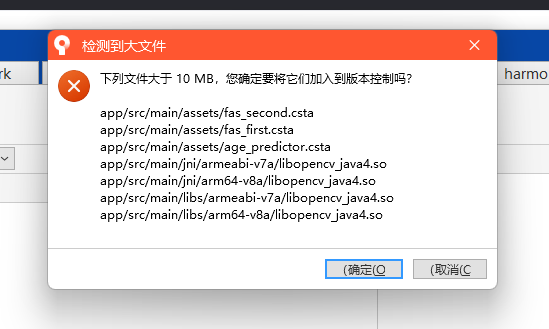 检测到大文件
rk
harmo
下列文件大于 10 MB，您确定要将它们加入到版本控制吗？
app/src/main/assets/fas_second.csta
app/src/main/assets/fas_first.csta
app/src/main/assets/age_predictor.csta
app/src/main/jni/armeabi-v7a/libopencv_java4.so
app/src/main/jni/arm64-v8a/libopencv_java4.so
app/src/main/libs/armeabi-v7a/libopencv_java4.so
app/src/main/libs/arm64-v8a/libopencv_java4.so
(确定(O
(取消(C